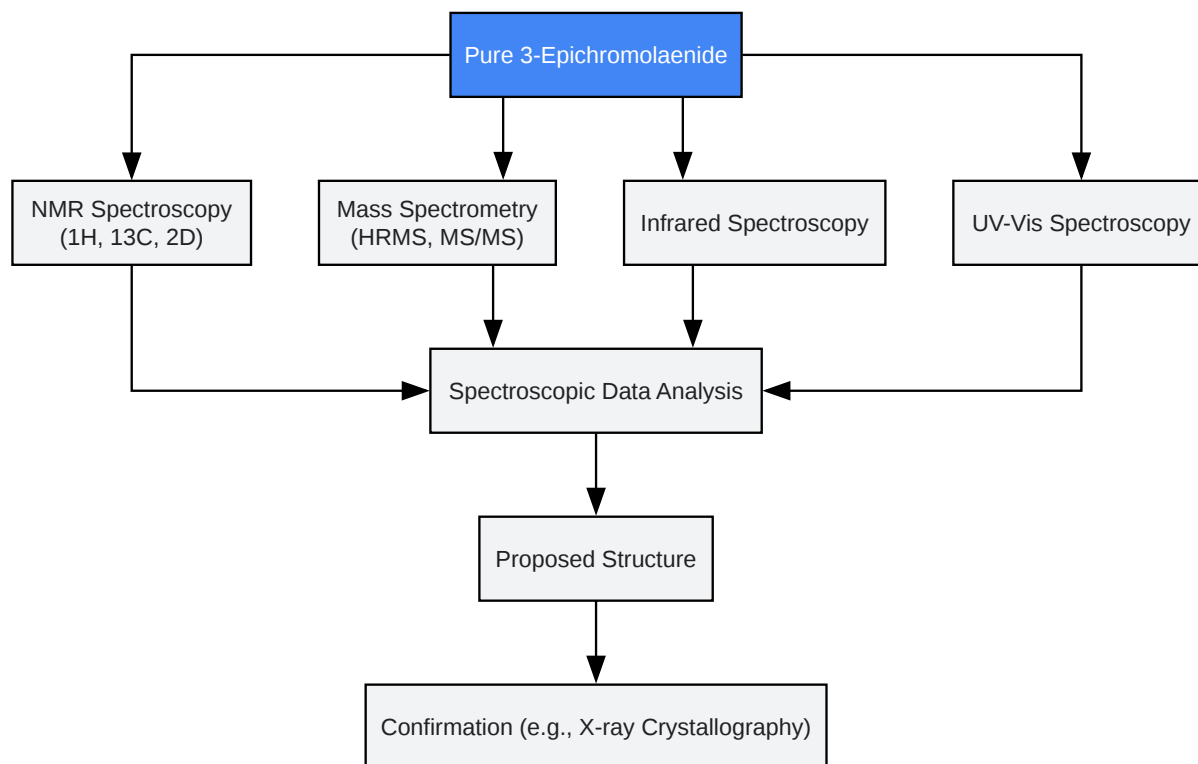 Pure 3-Epichromolaenide
NMR Spectroscopy
(1H, 13C, 2D)
Mass Spectrometry
(HRMS, MS/MS)
Infrared Spectroscopy
UV-Vis Spectroscopy
Spectroscopic Data Analysis
Proposed Structure
Confirmation (e.g., X-ray Crystallography)